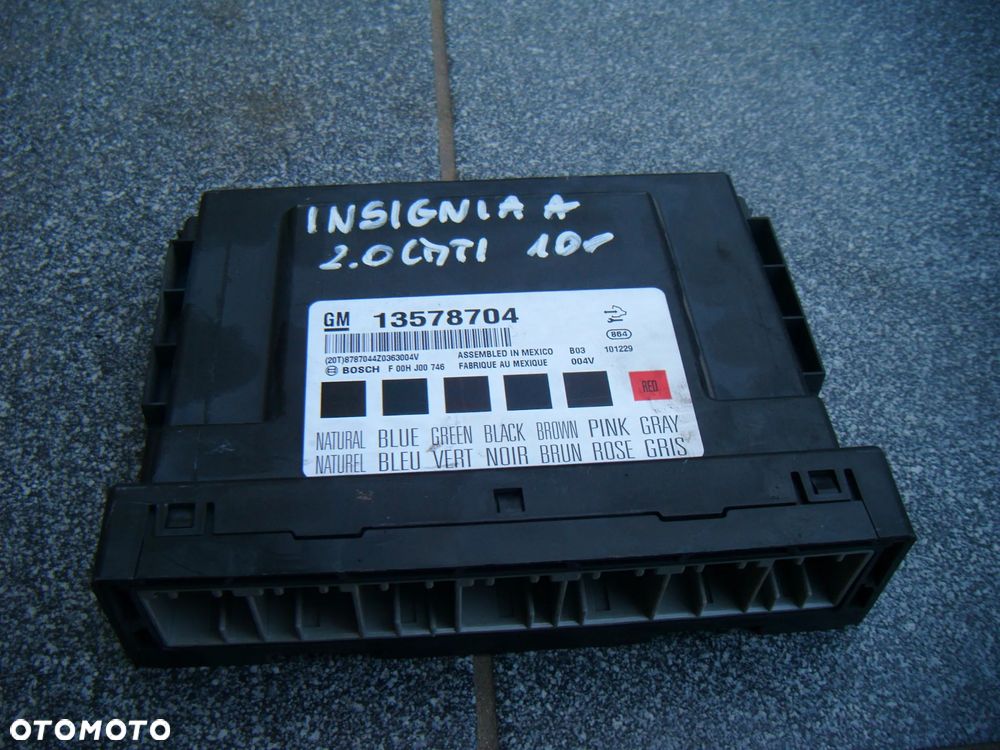 INSIGNIA A
2.0 CDTI 10r
GM 13578704
(20T)8787044Z0363004V ASSEMBLED IN MEXICO B03 101229
BOSCH F 00H J00 746 FABRIQUE AU MEXIQUE 004V
864
RED
NATURAL BLUE GREEN BLACK BROWN PINK GRAY
NATUREL BLEU VERT NOIR BRUN ROSE GRIS
OTOMOTO